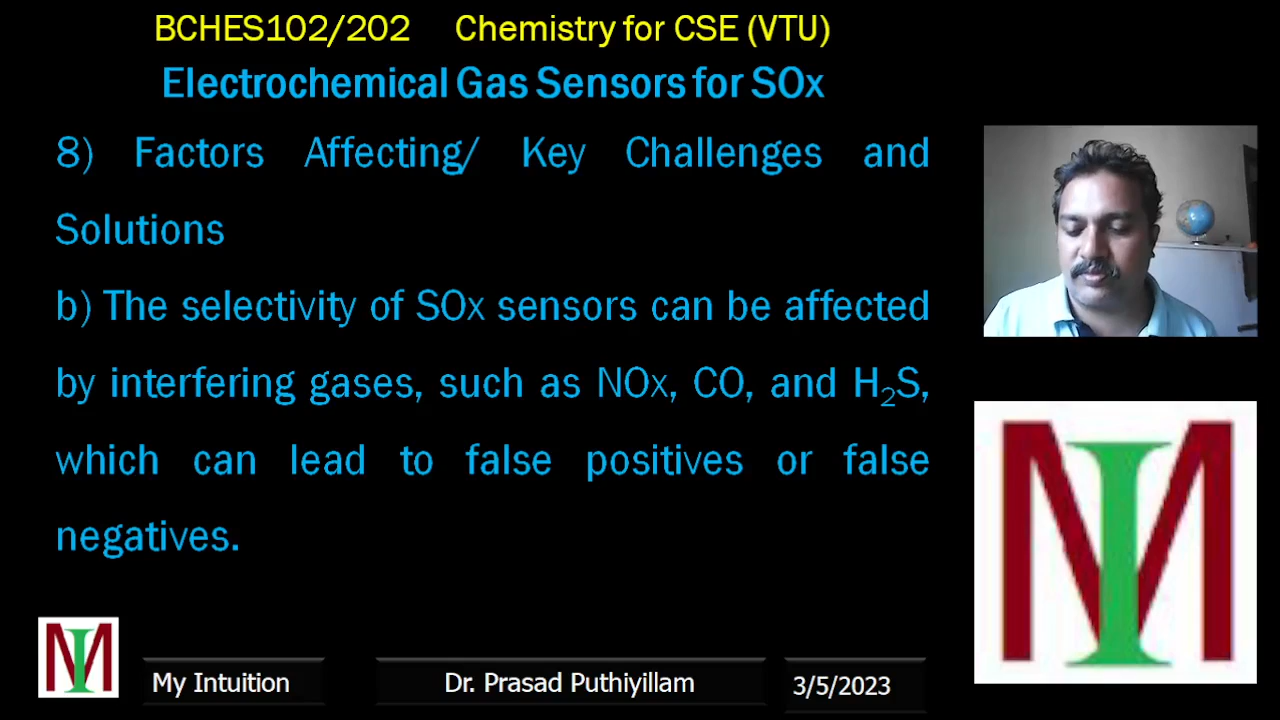 BCHES102/202 Chemistry for CSE (VTU)
Electrochemical Gas Sensors for SOx
8) Factors Affecting/ Key Challenges and
Solutions
b) The selectivity of SOx sensors can be affected
by interfering gases, such as NOx, CO, and H₂S,
which can lead to false positives or false
negatives.
MI
MI
My Intuition
Dr. Prasad Puthiyillam
3/5/2023